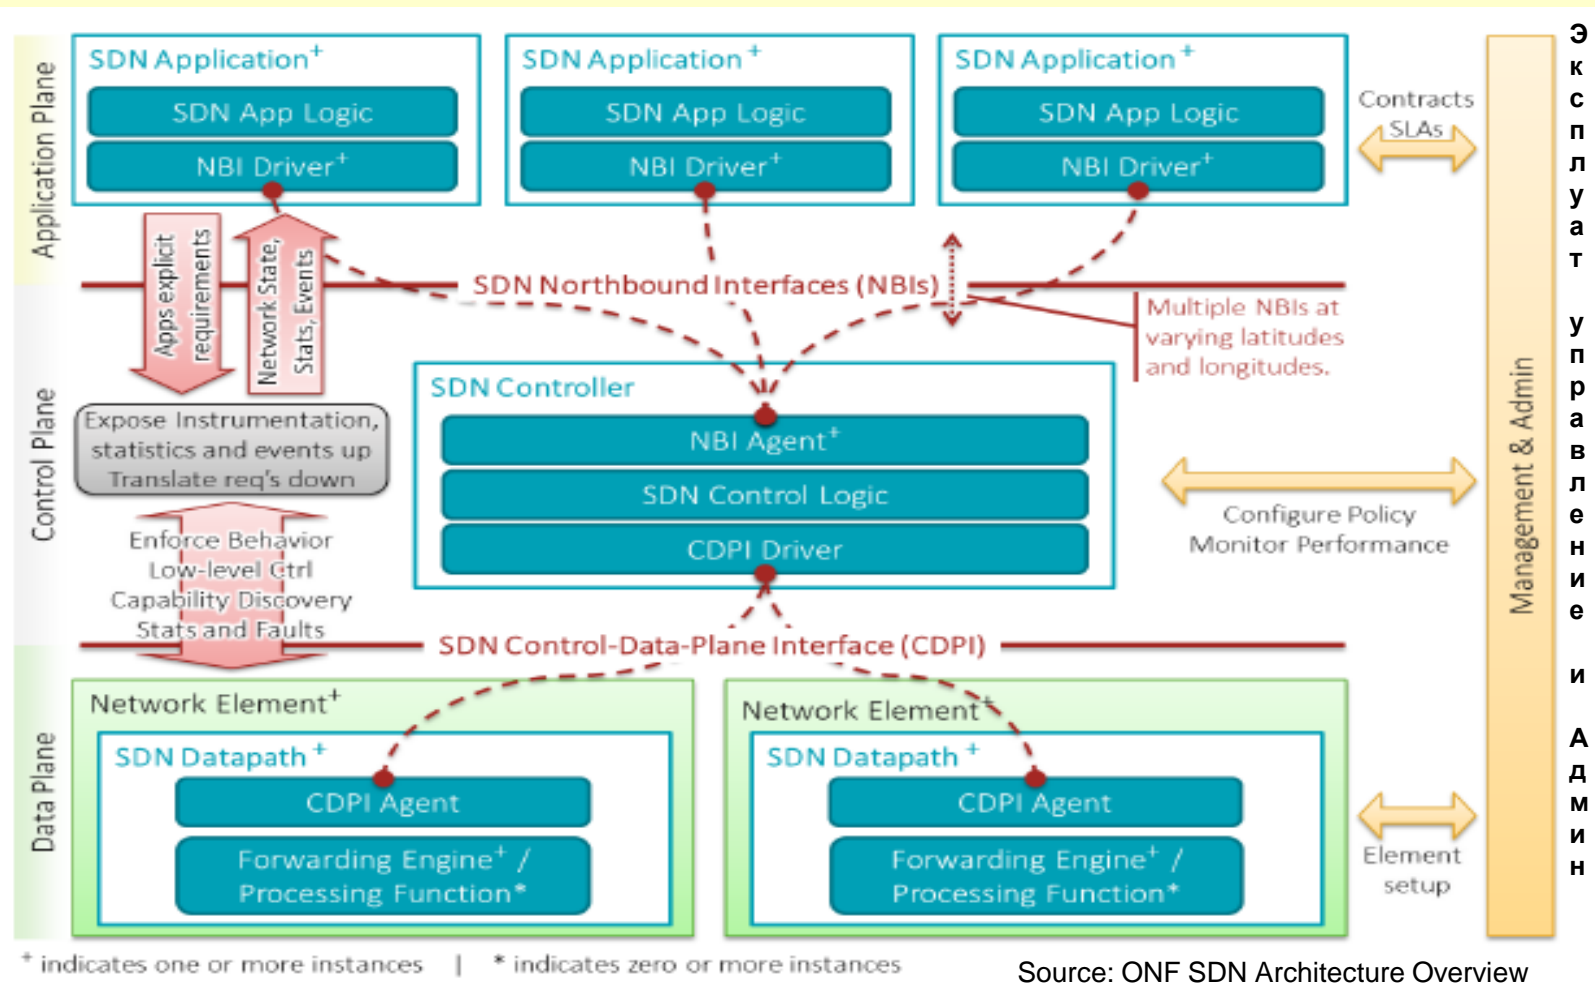 SDN Application+
SDN App Logic
NBI Driver+
SDN Application+
SDN App Logic
NBI Driver+
SDN Application+
SDN App Logic
NBI Driver+
Application Plane
Contracts
SLAs
Apps explicit
requirements
Network State,
Stats, Events
SDN Northbound Interfaces (NBIs)
Multiple NBIs at
varying latitudes
and longitudes.
Control Plane
Expose Instrumentation,
statistics and events up
Translate req's down
SDN Controller
NBI Agent+
SDN Control Logic
CDPI Driver
Configure Policy
Monitor Performance
Enforce Behavior
Low-level Ctrl
Capability Discovery
Stats and Faults
SDN Control-Data-Plane Interface (CDPI)
Data Plane
Network Element+
SDN Datapath+
CDPI Agent
Forwarding Engine+ /
Processing Function*
Network Element+
SDN Datapath+
CDPI Agent
Forwarding Engine+ /
Processing Function*
Element
setup
Management & Admin
Эксплуат управление и Админ
+ indicates one or more instances | * indicates zero or more instances
Source: ONF SDN Architecture Overview